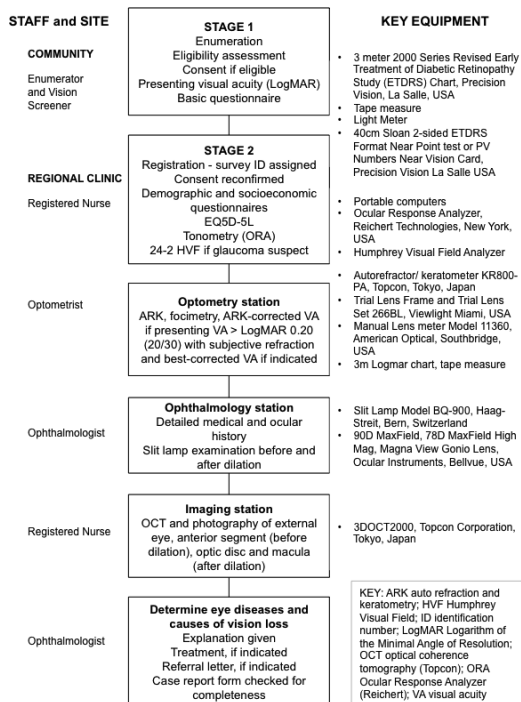 STAFF and SITE
COMMUNITY
Enumerator
and Vision
Screener
REGIONAL CLINIC
Registered Nurse
Optometrist
Ophthalmologist
Registered Nurse
Ophthalmologist
STAGE 1
Enumeration
Eligibility assessment
Consent if eligible
Presenting visual acuity (LogMAR)
Basic questionnaire
STAGE 2
Registration - survey ID assigned
Consent reconfirmed
Demographic and socioeconomic
questionnaires
EQ5D-5L
Tonometry (ORA)
24-2 HVF if glaucoma suspect
Optometry station
ARK, focimetry, ARK-corrected VA
if presenting VA > LogMAR 0.20
(20/30) with subjective refraction
and best-corrected VA if indicated
Ophthalmology station
Detailed medical and ocular
history
Slit lamp examination before and
after dilation
Imaging station
OCT and photography of external
eye, anterior segment (before
dilation), optic disc and macula
(after dilation)
Determine eye diseases and
causes of vision loss
Explanation given
Treatment, if indicated
Referral letter, if indicated
Case report form checked for
completeness
KEY EQUIPMENT
• 3 meter 2000 Series Revised Early
Treatment of Diabetic Retinopathy
Study (ETDRS) Chart, Precision
Vision, La Salle, USA
• Tape measure
• Light Meter
• 40cm Sloan 2-sided ETDRS
Format Near Point test or PV
Numbers Near Vision Card,
Precision Vision La Salle USA
• Portable computers
• Ocular Response Analyzer,
Reichert Technologies, New York,
USA
• Humphrey Visual Field Analyzer
• Autorefractor/ keratometer KR800-
PA, Topcon, Tokyo, Japan
• Trial Lens Frame and Trial Lens
Set 266BL, Viewlight Miami, USA
• Manual Lens meter Model 11360,
American Optical, Southbridge,
USA
• 3m Logmar chart, tape measure
• Slit Lamp Model BQ-900, Haag-
Streit, Bern, Switzerland
• 90D MaxField, 78D MaxField High
Mag, Magna View Gonio Lens,
Ocular Instruments, Bellvue, USA
• 3DOCT2000, Topcon Corporation,
Tokyo, Japan
KEY: ARK auto refraction and
keratometry; HVF Humphrey
Visual Field; ID identification
number; LogMAR Logarithm of
the Minimal Angle of Resolution;
OCT optical coherence
tomography (Topcon); ORA
Ocular Response Analyzer
(Reichert); VA visual acuity